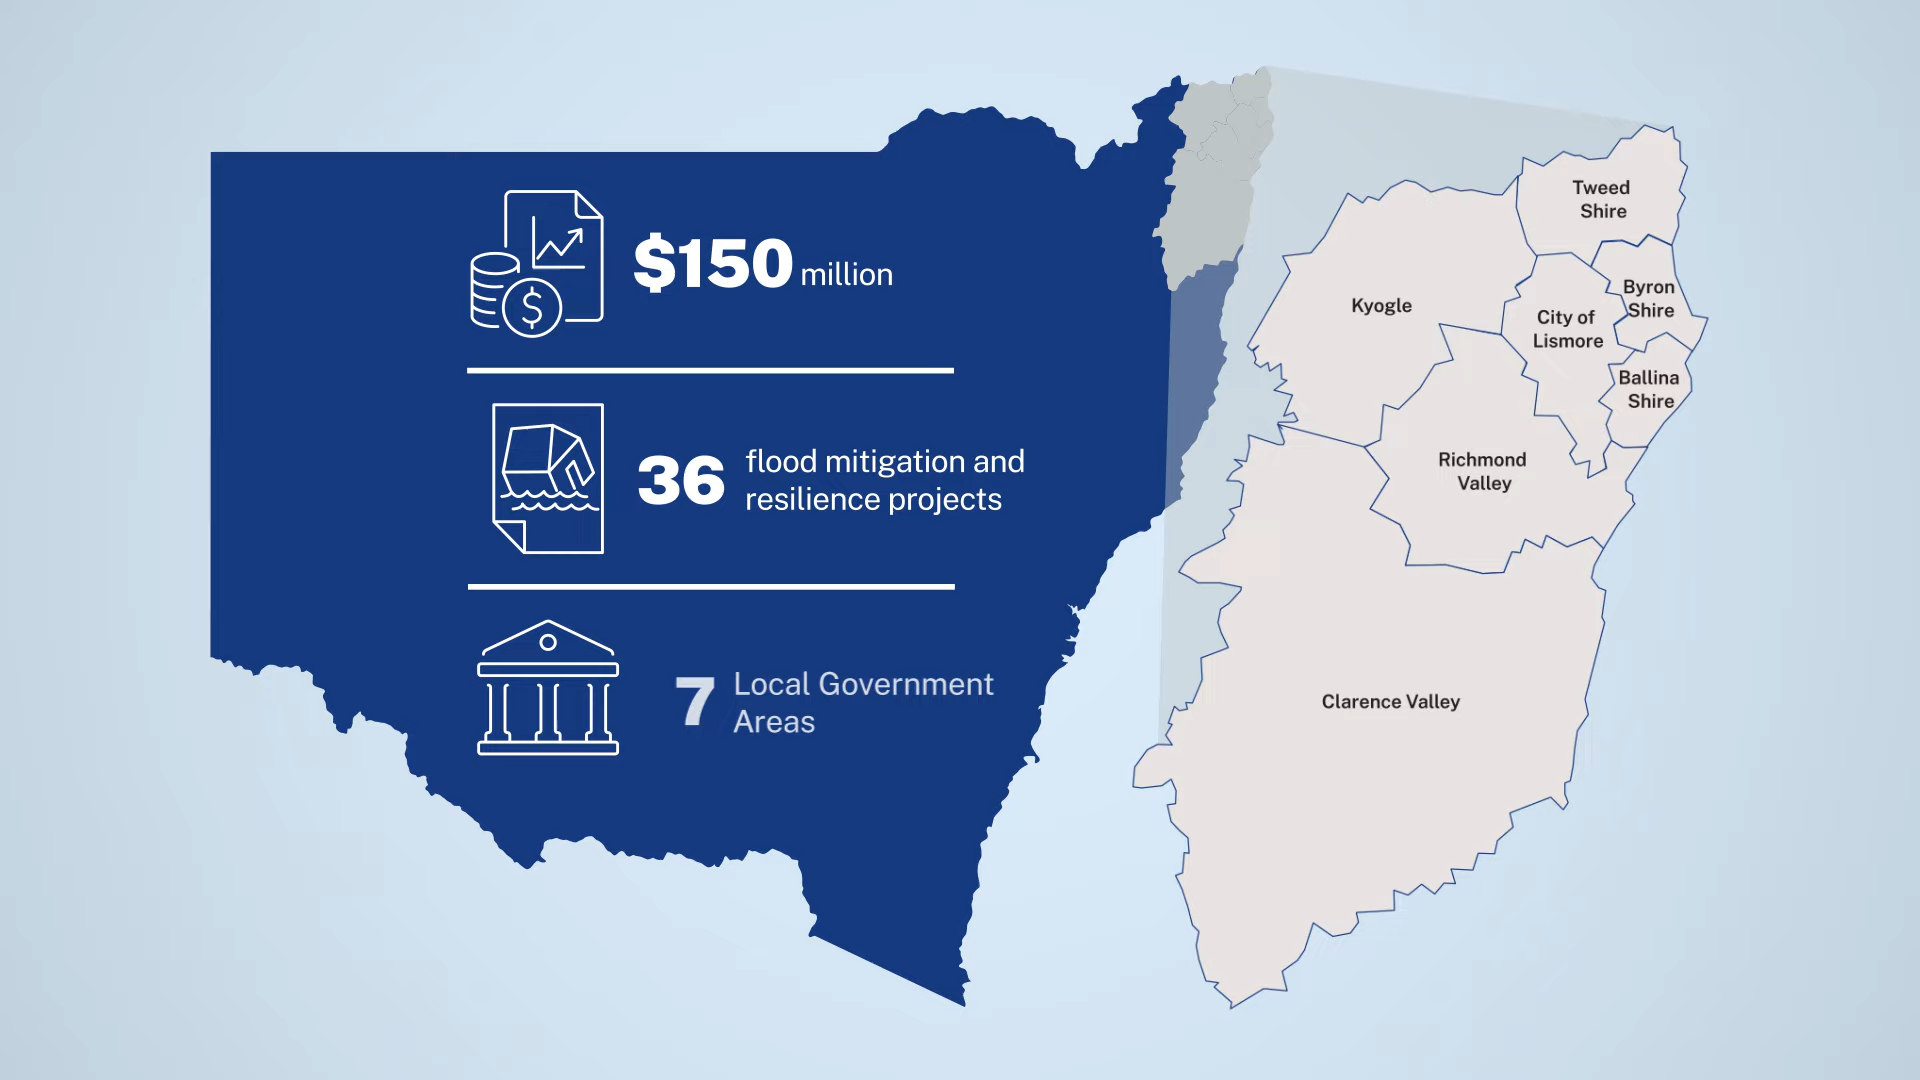 $150 million
36 flood mitigation and
resilience projects
7 Local Government
Areas
Tweed
Shire
Byron
Shire
Kyogle
City of
Lismore
Ballina
Shire
Richmond
Valley
Clarence Valley